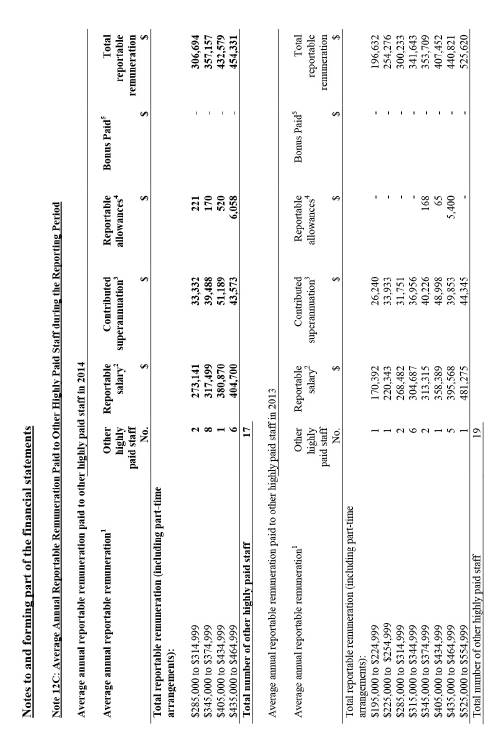 Notes to and forming part of the financial statements
Note 12C: Average Annual Reportable Remuneration Paid to Other Highly Paid Staff during the Reporting Period
Average annual reportable remuneration paid to other highly paid staff in 2014
Average annual reportable remuneration¹ Other highly paid staff Reportable salary² Contributed superannuation³ Reportable allowances⁴ Bonus Paid⁵ Total reportable remuneration
No. $ $ $ $ $
Total reportable remuneration (including part-time
arrangements):
$285,000 to $314,999 2 273,141 33,332 221 - 306,694
$345,000 to $374,999 8 317,499 39,488 170 - 357,157
$405,000 to $434,999 1 380,870 51,189 520 - 432,579
$435,000 to $464,999 6 404,700 43,573 6,058 - 454,331
Total number of other highly paid staff 17
Average annual reportable remuneration paid to other highly paid staff in 2013
Average annual reportable remuneration¹ Other highly paid staff Reportable salary² Contributed superannuation³ Reportable allowances⁴ Bonus Paid⁵ Total reportable remuneration
No. $ $ $ $ $
Total reportable remuneration (including part-time
arrangements):
$195,000 to $224,999 1 170,392 26,240 - - 196,632
$225,000 to $254,999 1 220,343 33,933 - - 254,276
$285,000 to $314,999 2 268,482 31,751 - - 300,233
$315,000 to $344,999 6 304,687 36,956 - - 341,643
$345,000 to $374,999 2 313,315 40,226 168 - 353,709
$405,000 to $434,999 1 358,389 48,998 65 - 407,452
$435,000 to $464,999 5 395,568 39,853 5,400 - 440,821
$525,000 to $554,999 1 481,275 44,345 - - 525,620
Total number of other highly paid staff 19